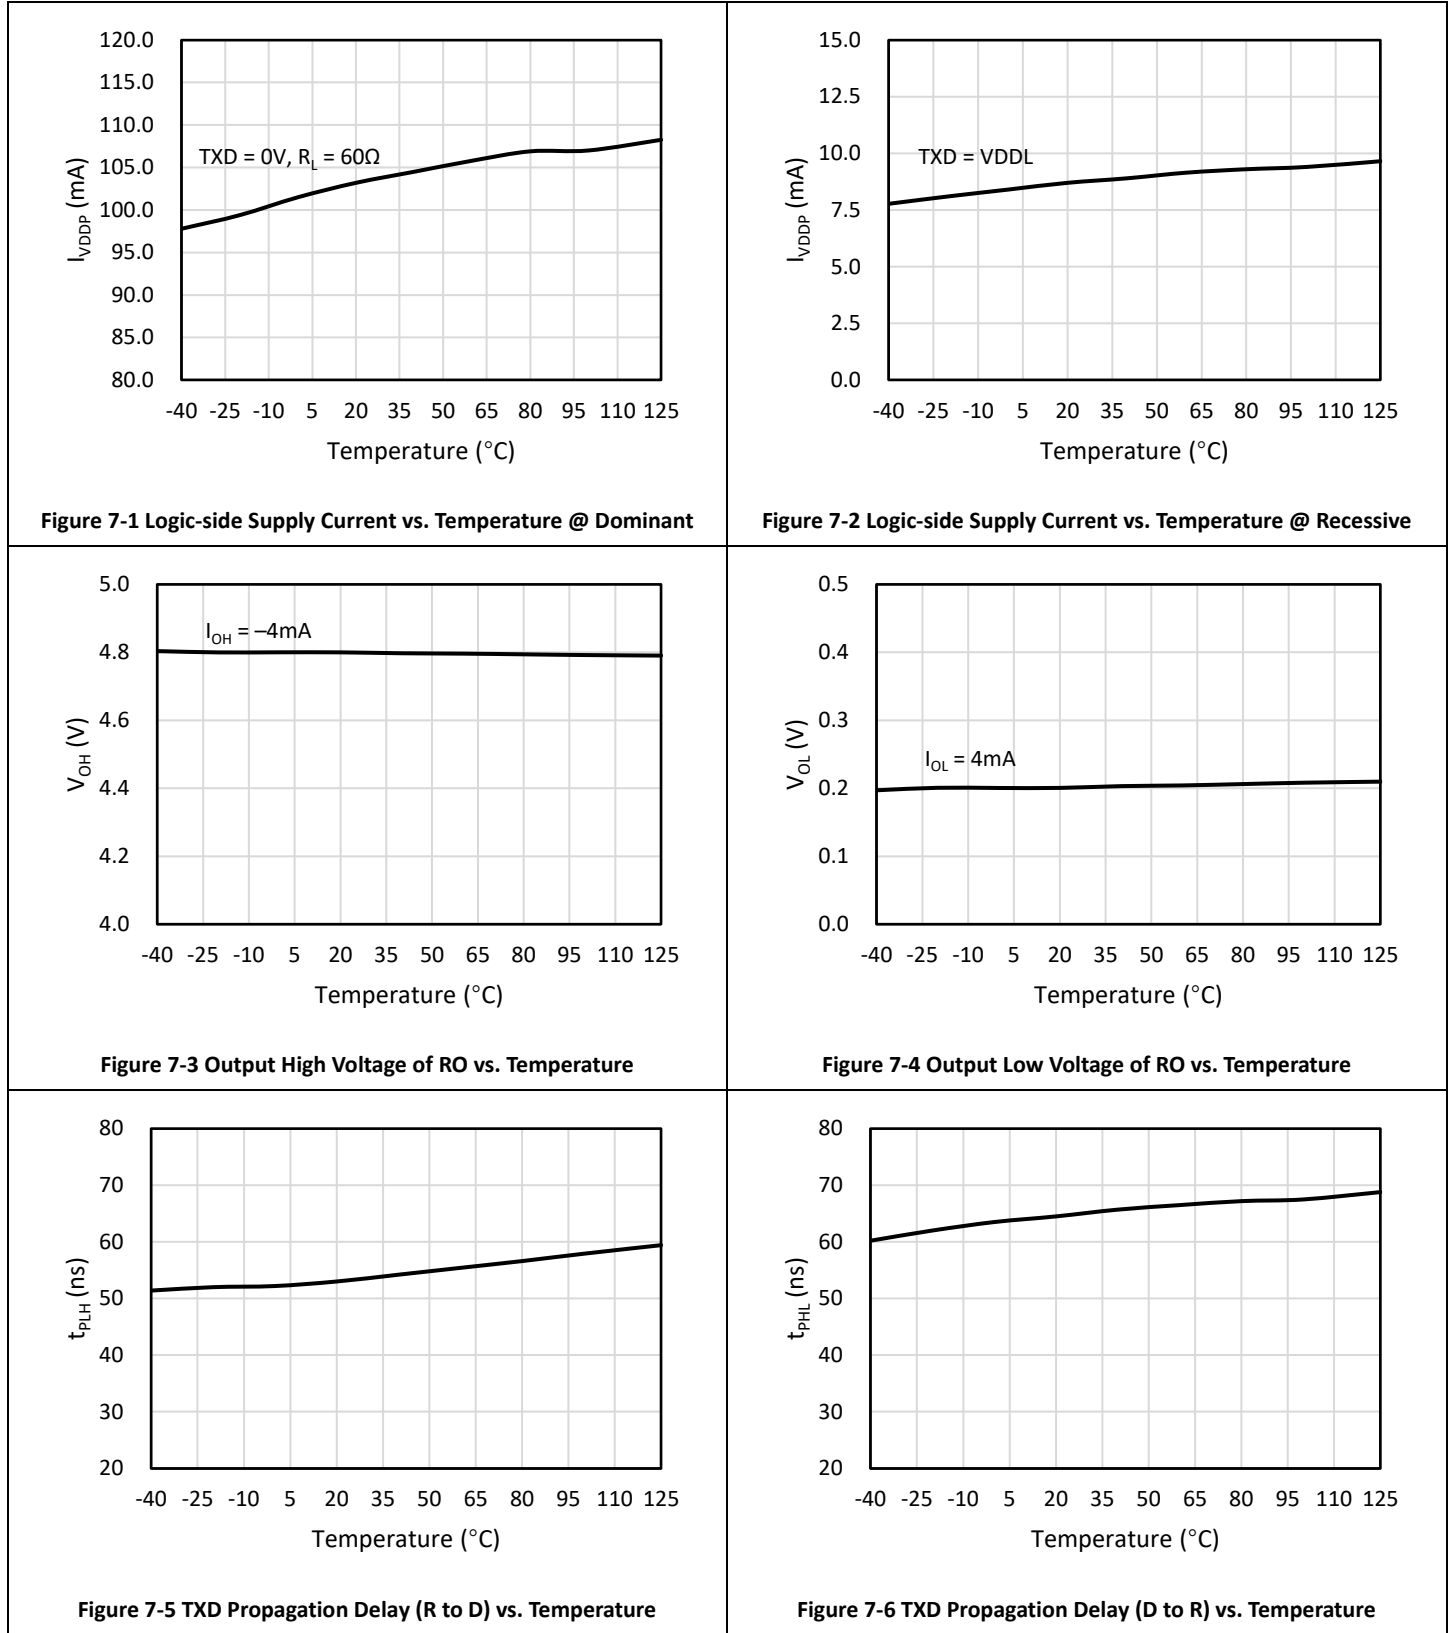 120.0
115.0
110.0
105.0
100.0
95.0
90.0
85.0
80.0
I_VDDP (mA)
TXD = 0V, R_L = 60Ω
-40 -25 -10 5 20 35 50 65 80 95 110 125
Temperature (°C)
Figure 7-1 Logic-side Supply Current vs. Temperature @ Dominant
15.0
12.5
10.0
7.5
5.0
2.5
0.0
I_VDDP (mA)
TXD = VDDL
-40 -25 -10 5 20 35 50 65 80 95 110 125
Temperature (°C)
Figure 7-2 Logic-side Supply Current vs. Temperature @ Recessive
5.0
4.8
4.6
4.4
4.2
4.0
V_OH (V)
I_OH = –4mA
-40 -25 -10 5 20 35 50 65 80 95 110 125
Temperature (°C)
Figure 7-3 Output High Voltage of RO vs. Temperature
0.5
0.4
0.3
0.2
0.1
0.0
V_OL (V)
I_OL = 4mA
-40 -25 -10 5 20 35 50 65 80 95 110 125
Temperature (°C)
Figure 7-4 Output Low Voltage of RO vs. Temperature
80
70
60
50
40
30
20
t_PLH (ns)
-40 -25 -10 5 20 35 50 65 80 95 110 125
Temperature (°C)
Figure 7-5 TXD Propagation Delay (R to D) vs. Temperature
80
70
60
50
40
30
20
t_PHL (ns)
-40 -25 -10 5 20 35 50 65 80 95 110 125
Temperature (°C)
Figure 7-6 TXD Propagation Delay (D to R) vs. Temperature